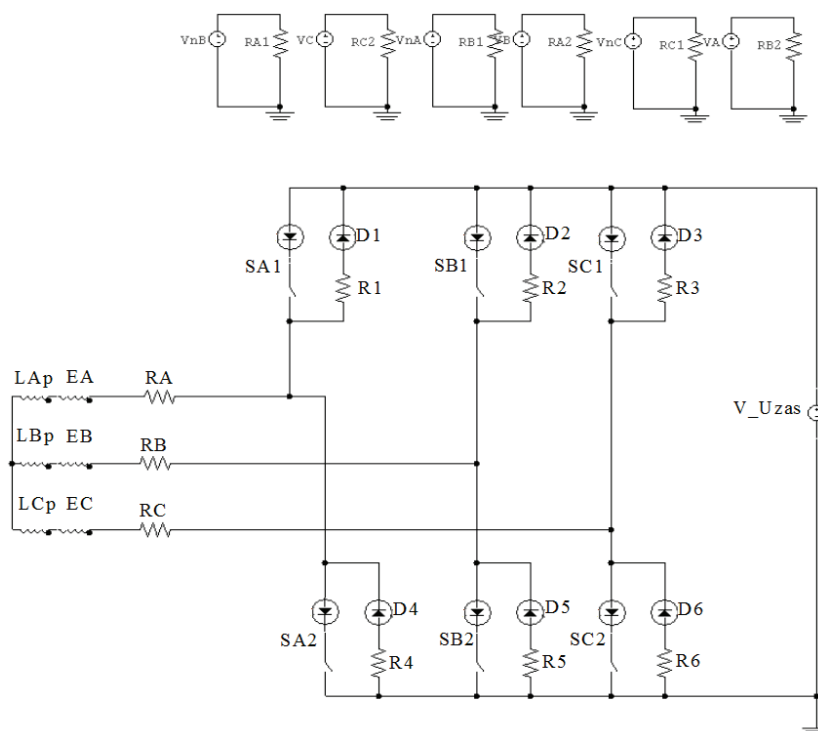 VnB RA1 VC RC2 VnA RB1 VB RA2 VnC RC1 VA RB2
D1 D2 D3
SA1 SB1 SC1
R1 R2 R3
LAp EA RA
V_Uzas
LBp EB RB
LCp EC RC
D4 D5 D6
SA2 SB2 SC2
R4 R5 R6